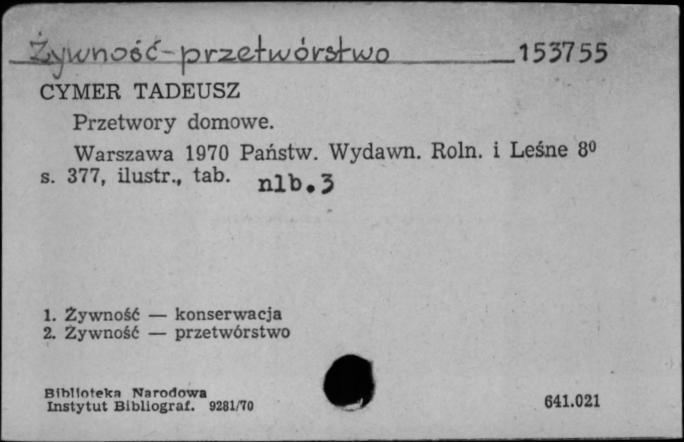 Żywność-przetwórstwo 153755
CYMER TADEUSZ
Przetwory domowe.
Warszawa 1970 Państw. Wydawn. Roln. i Leśne 8⁰
s. 377, ilustr., tab. nlb.3
1. Żywność — konserwacja
2. Żywność — przetwórstwo
Biblioteka Narodowa
Instytut Bibliograf. 9281/70 641.021